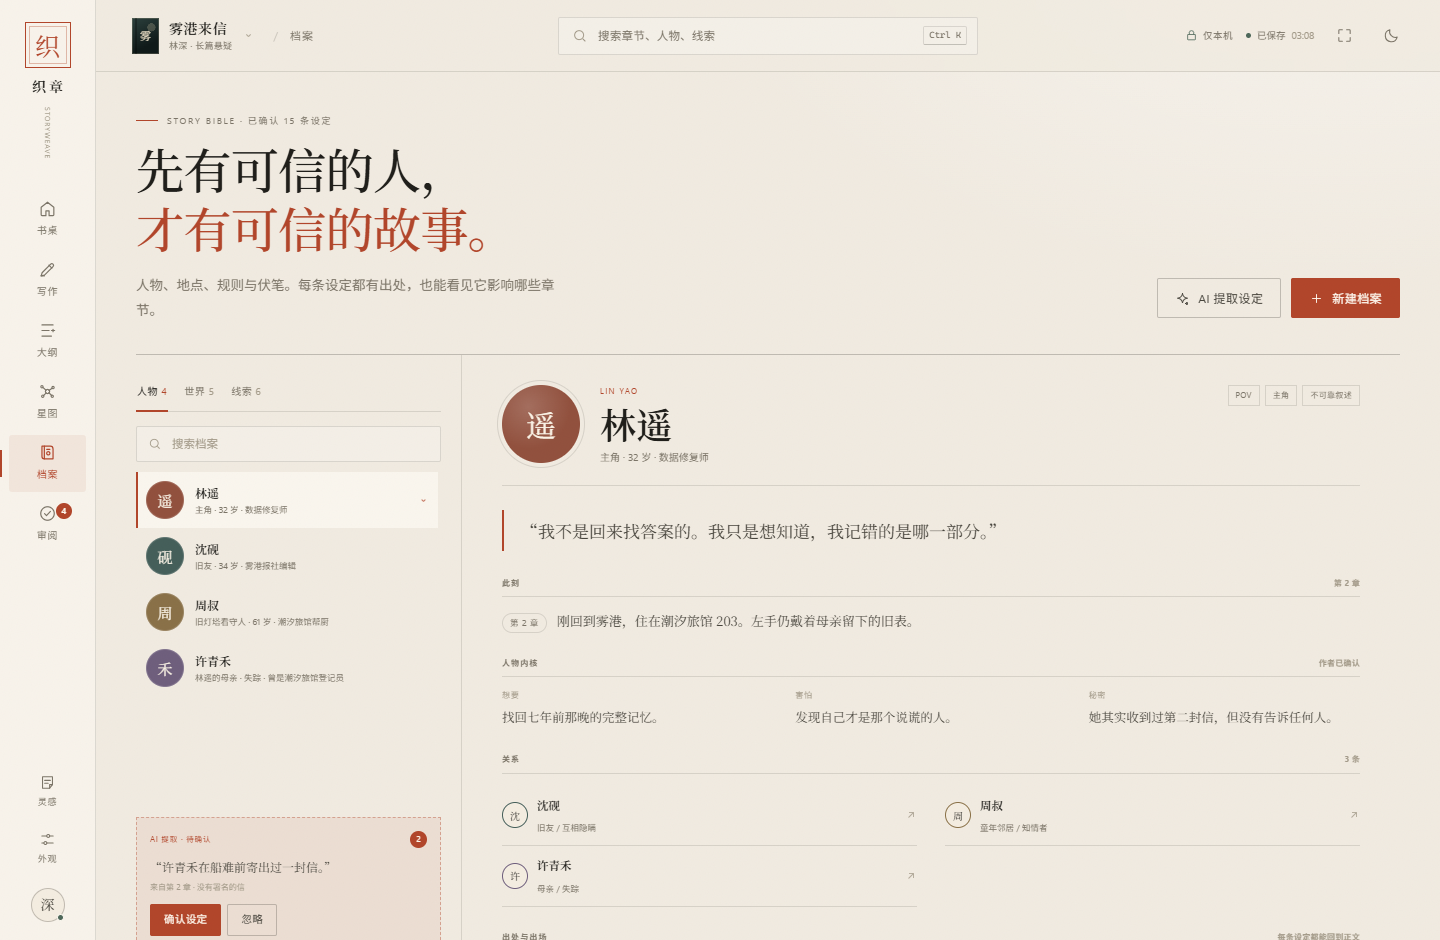 织
织章
STORYWEAVE
书桌
写作
大纲
星图
档案
4
审阅
灵感
外观
深
雾
雾港来信
林深 · 长篇悬疑
/ 档案
搜索章节、人物、线索
Ctrl K
仅本机
已保存 03:08
STORY BIBLE · 已确认 15 条设定
先有可信的人，
才有可信的故事。
人物、地点、规则与伏笔。每条设定都有出处，也能看见它影响哪些章
节。
AI 提取设定
新建档案
人物 4
世界 5
线索 6
搜索档案
遥
林遥
主角 · 32 岁 · 数据修复师
砚
沈砚
旧友 · 34 岁 · 雾港报社编辑
周
周叔
旧灯塔看守人 · 61 岁 · 潮汐旅馆帮厨
禾
许青禾
林遥的母亲 · 失踪 · 曾是潮汐旅馆登记员
AI 提取 · 待确认
2
“许青禾在船难前寄出过一封信。”
来自第 2 章 · 没有署名的信
确认设定
忽略
遥
LIN YAO
林遥
主角 · 32 岁 · 数据修复师
POV
主角
不可靠叙述
“我不是回来找答案的。我只是想知道，我记错的是哪一部分。”
此刻
第 2 章
第 2 章
刚回到雾港，住在潮汐旅馆 203。左手仍戴着母亲留下的旧表。
人物内核
作者已确认
想要
找回七年前那晚的完整记忆。
害怕
发现自己才是那个说谎的人。
秘密
她其实收到过第二封信，但没有告诉任何人。
关系
3 条
沈
沈砚
旧友 / 互相隐瞒
周
周叔
童年邻居 / 知情者
许
许青禾
母亲 / 失踪
出处与出场
每条设定都能回到正文